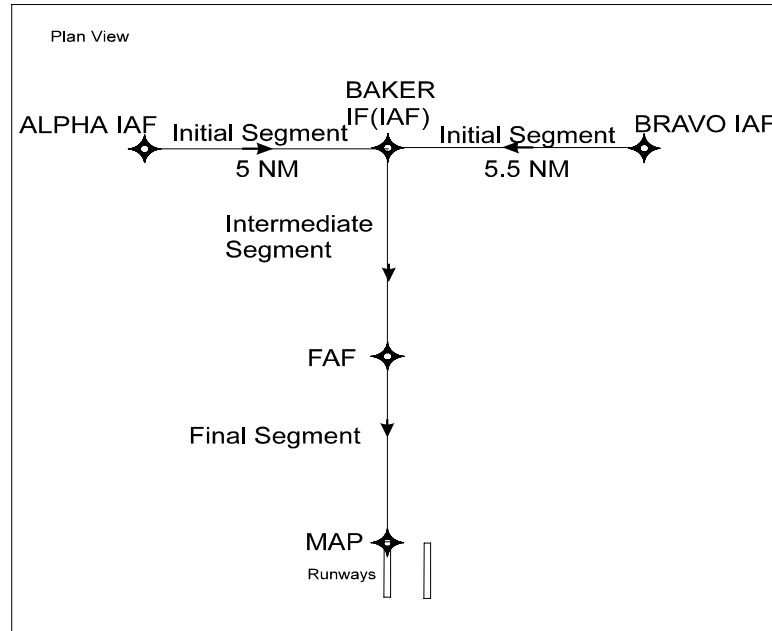 Plan View
BAKER
IF(IAF)
ALPHA IAF
Initial Segment
Initial Segment
BRAVO IAF
5 NM
5.5 NM
Intermediate
Segment
FAF
Final Segment
MAP
Runways